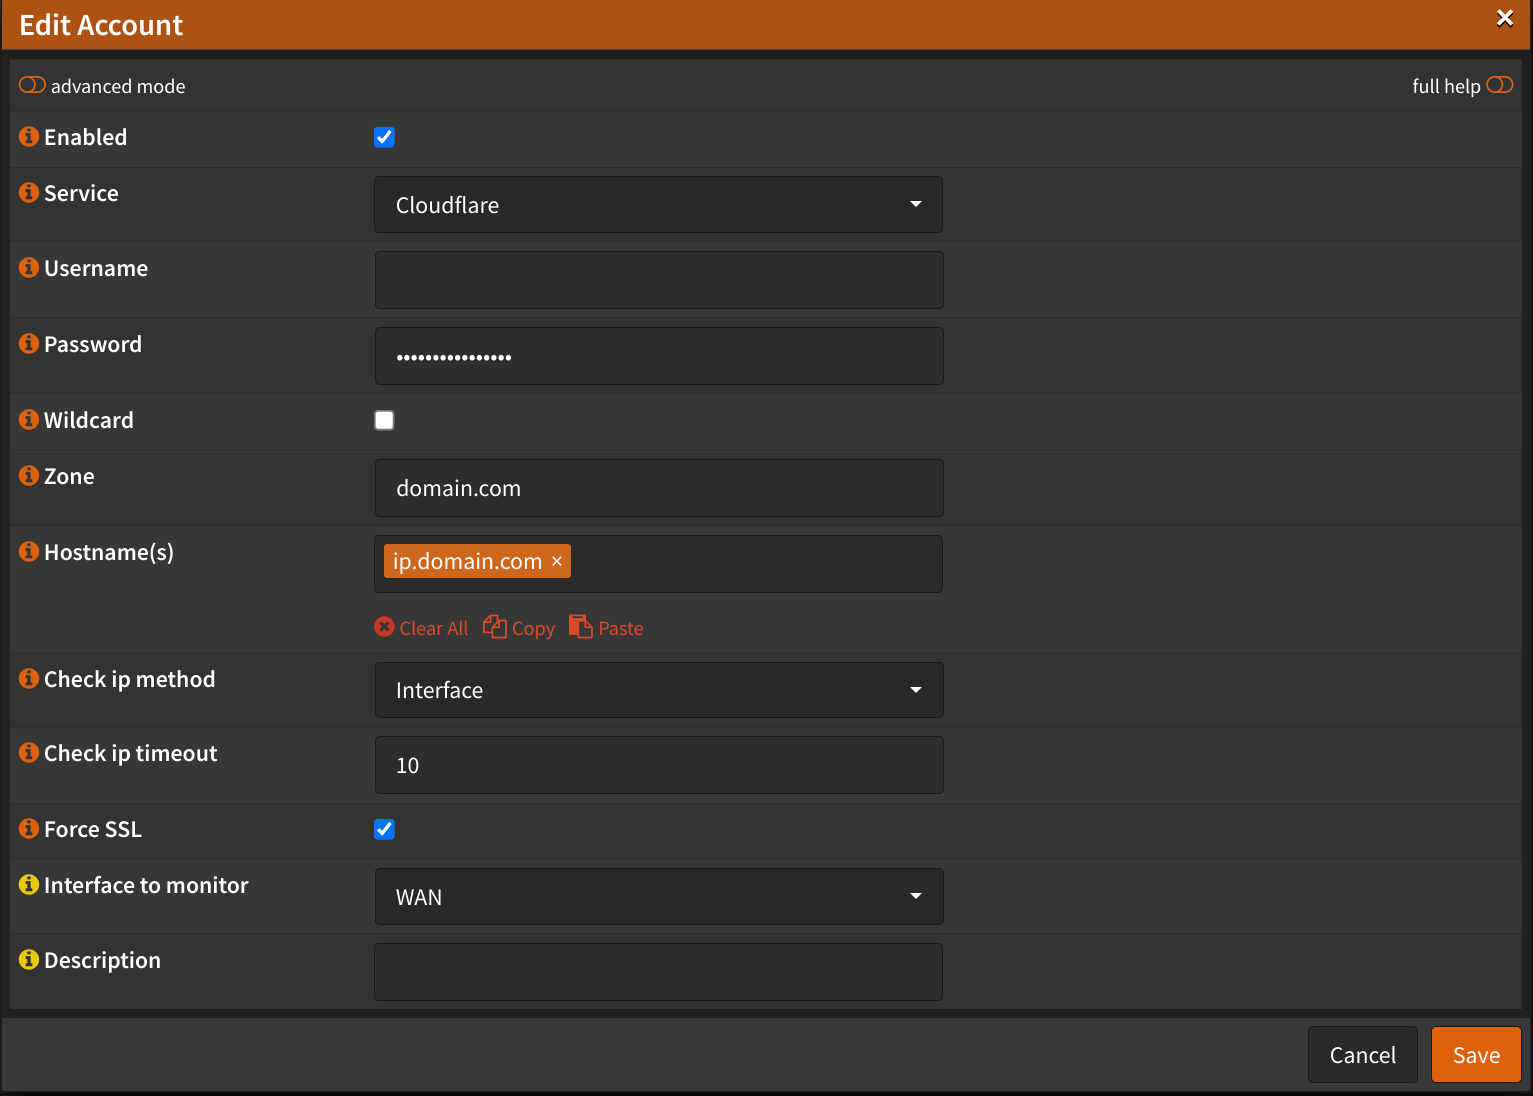 Edit Account ×
advanced mode full help
Enabled
Service Cloudflare
Username
Password ••••••••••••••••
Wildcard
Zone domain.com
Hostname(s) ip.domain.com ×
Clear All Copy Paste
Check ip method Interface
Check ip timeout 10
Force SSL
Interface to monitor WAN
Description
Cancel Save